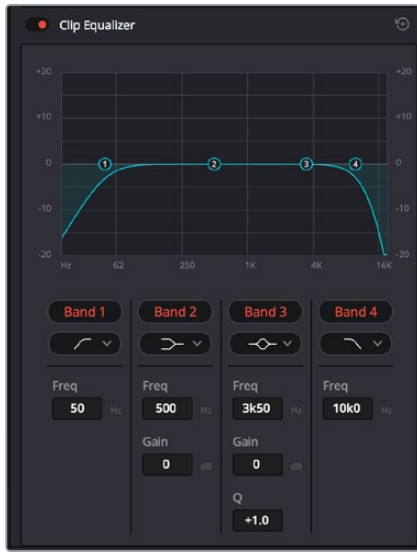 Clip Equalizer
+20 +20
+10 +10
1 2 3 4
0 0
-10 -10
-20 -20
Hz 62 250 1K 4K 16K
Band 1 Band 2 Band 3 Band 4
Freq Freq Freq Freq
50 Hz 500 Hz 3k50 Hz 10k0 Hz
Gain Gain
0 dB 0 dB
Q
+1.0